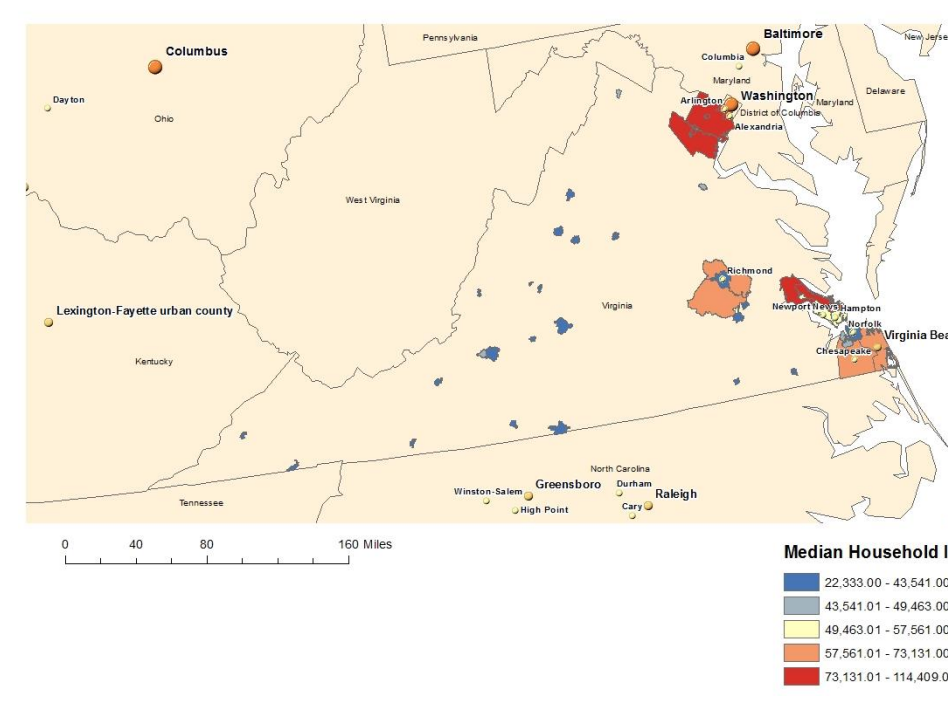 Pennsylvania
Baltimore
New Jerse
Columbus
Columbia
Maryland
Dayton
Ohio
Arlington
Washington
Maryland
Delaware
District of Columbia
Alexandria
West Virginia
Richmond
Virginia
Lexington-Fayette urban county
Newport News
Hampton
Norfolk
Virginia Bea
Chesapeake
Kentucky
North Carolina
Tennessee
Winston-Salem
Greensboro
Durham
Raleigh
High Point
Cary
0 40 80 160 Miles
Median Household I
22,333.00 - 43,541.00
43,541.01 - 49,463.00
49,463.01 - 57,561.00
57,561.01 - 73,131.00
73,131.01 - 114,409.0